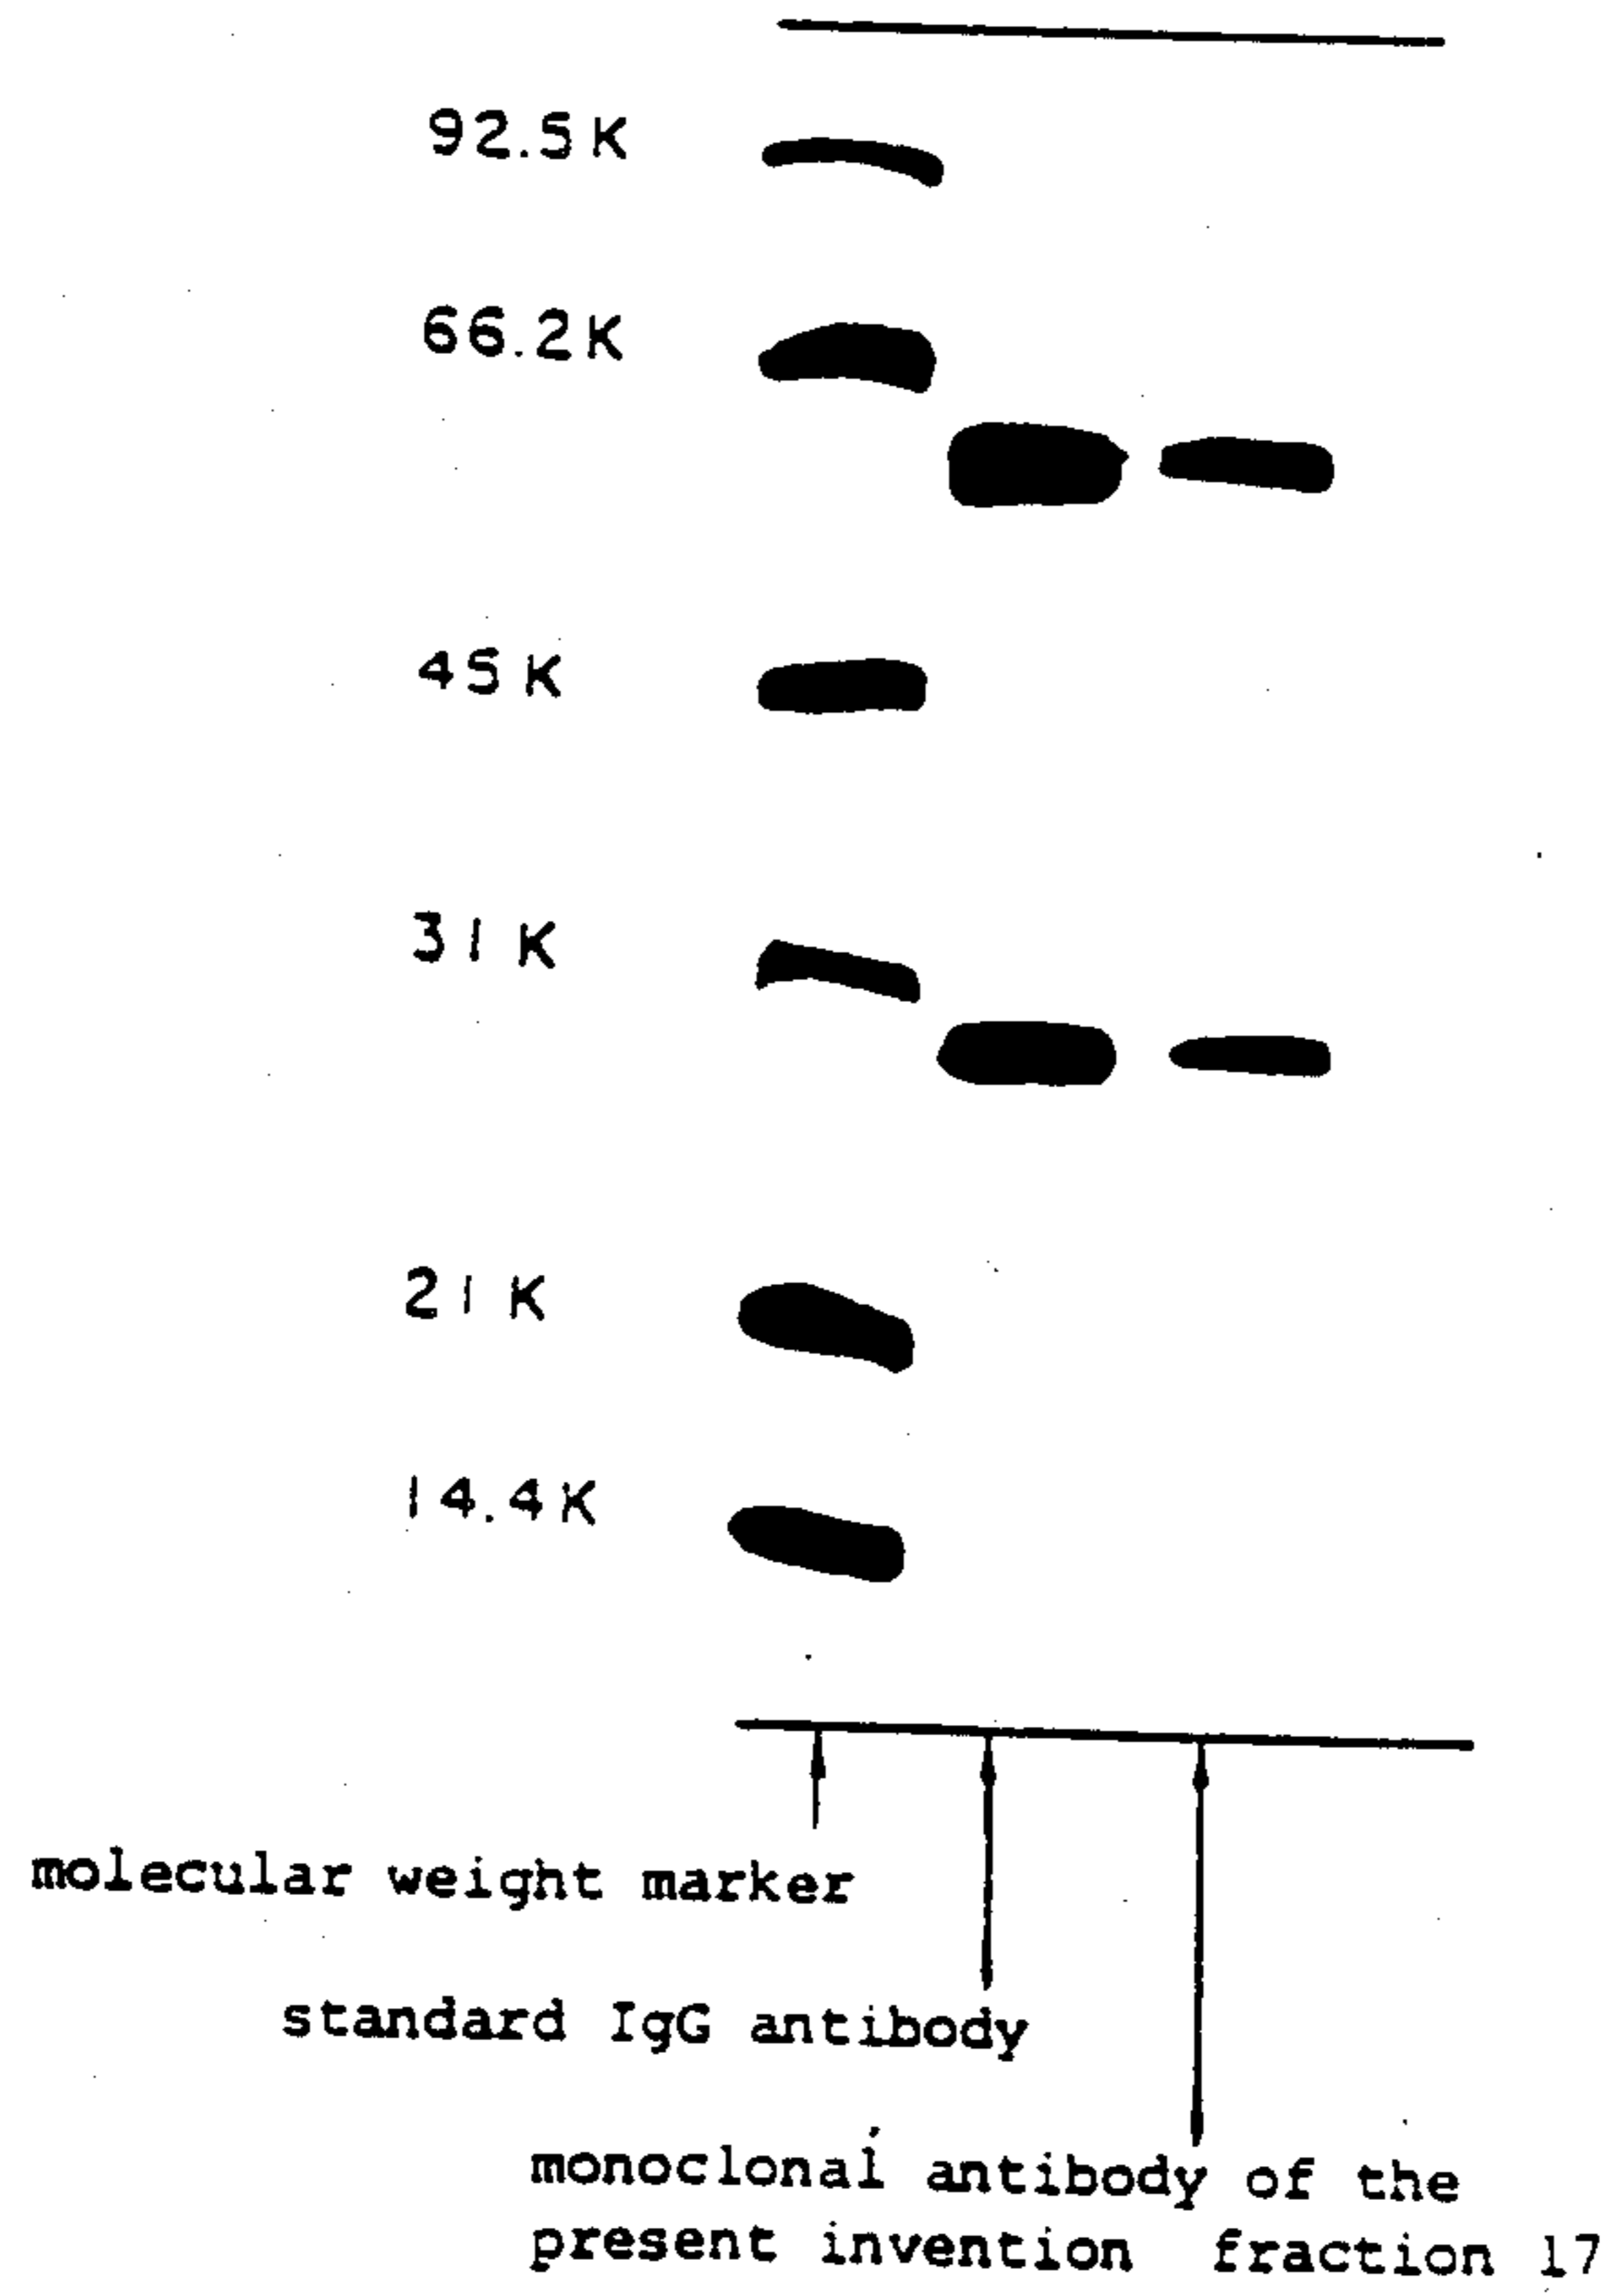 92.5K
66.2K
45K
31K
21K
14.4K
molecular weight marker
standard IgG antibody
monoclonal antibody of the
present invention fraction 17